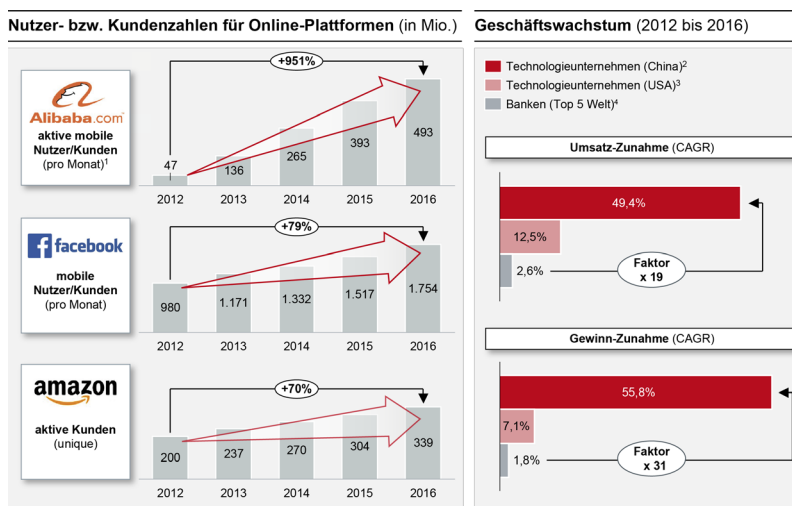 Nutzer- bzw. Kundenzahlen für Online-Plattformen (in Mio.)
Alibaba.com™
aktive mobile
Nutzer/Kunden
(pro Monat)¹
+951%
47
136
265
393
493
2012
2013
2014
2015
2016
facebook
mobile
Nutzer/Kunden
(pro Monat)
+79%
980
1.171
1.332
1.517
1.754
2012
2013
2014
2015
2016
amazon
aktive Kunden
(unique)
+70%
200
237
270
304
339
2012
2013
2014
2015
2016
Geschäftswachstum (2012 bis 2016)
Technologieunternehmen (China)²
Technologieunternehmen (USA)³
Banken (Top 5 Welt)⁴
Umsatz-Zunahme (CAGR)
49,4%
12,5%
2,6%
Faktor
x 19
Gewinn-Zunahme (CAGR)
55,8%
7,1%
1,8%
Faktor
x 31